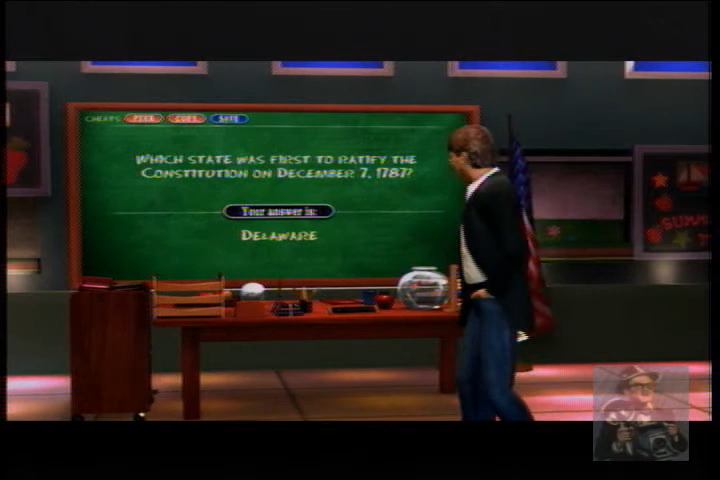 CHEATS: PEEK COPY SAVE
WHICH STATE WAS FIRST TO RATIFY THE
CONSTITUTION ON DECEMBER 7, 1787?
Your answer is:
DELAWARE
SUMM